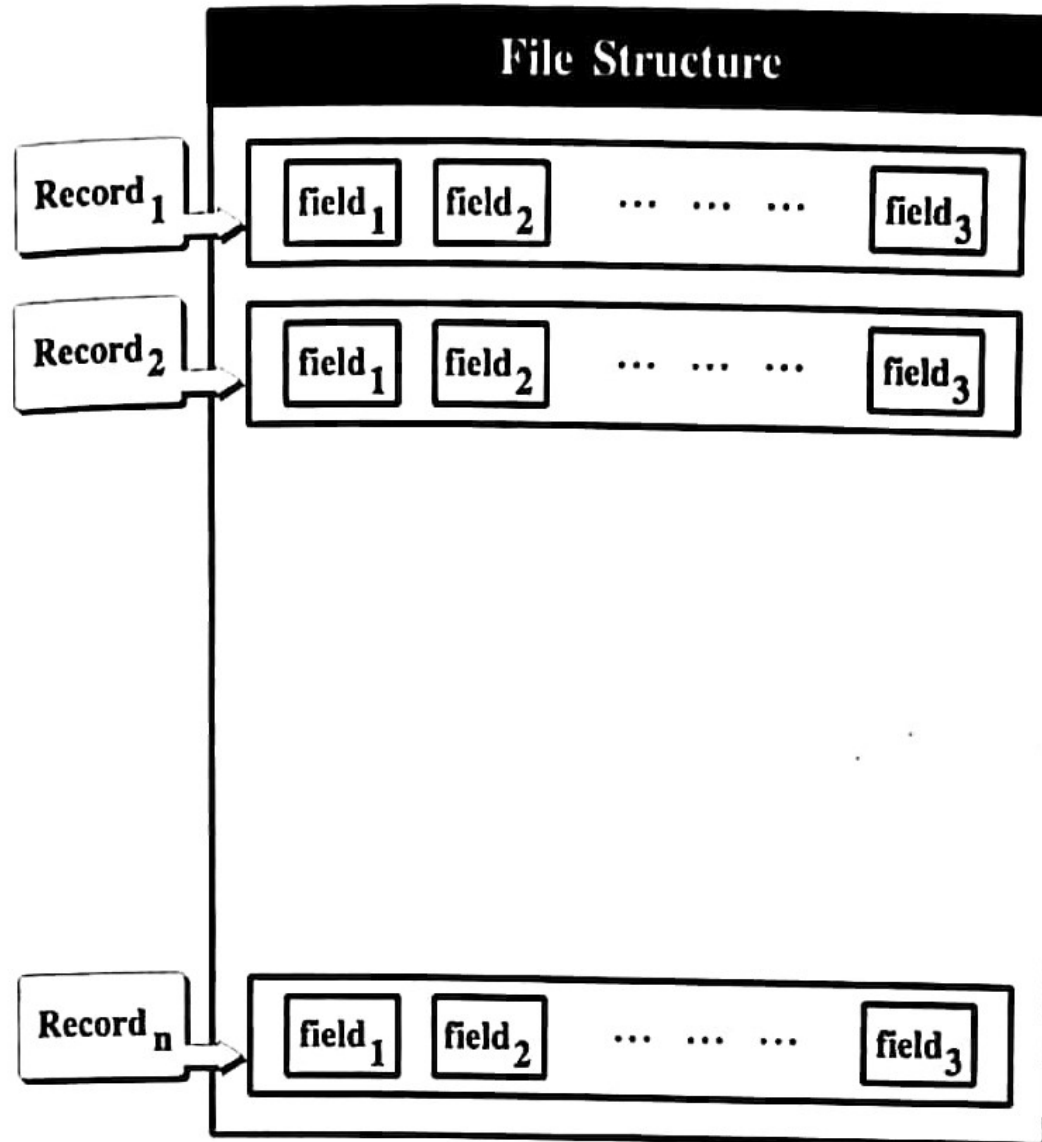 File Structure
Record₁ field₁ field₂ ... ... ... field₃
Record₂ field₁ field₂ ... ... ... field₃
Recordₙ field₁ field₂ ... ... ... field₃